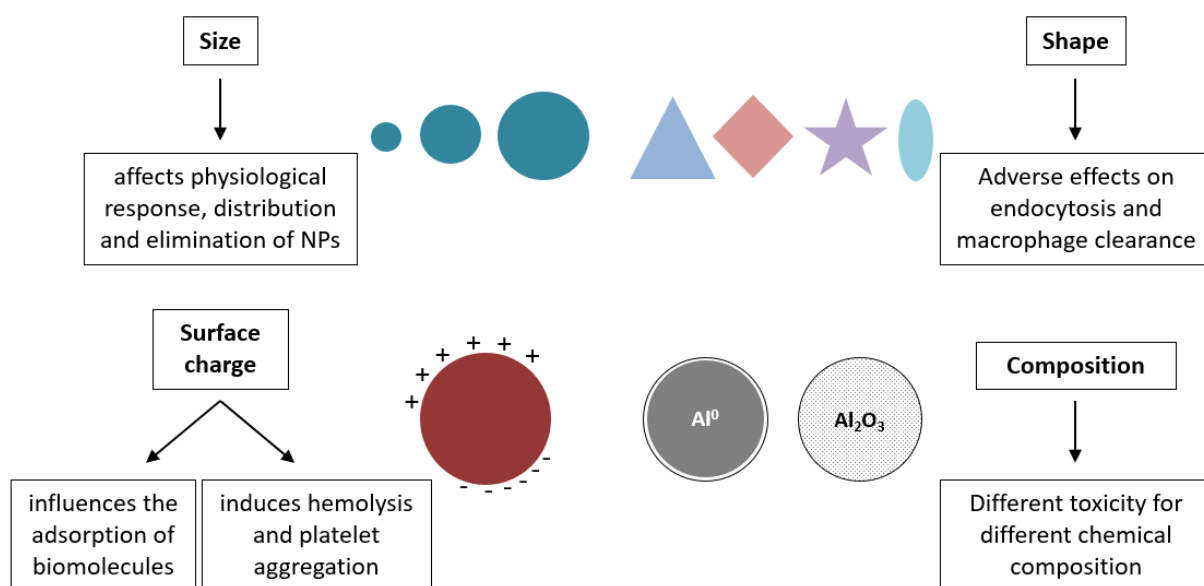 Size
affects physiological
response, distribution
and elimination of NPs
Shape
Adverse effects on
endocytosis and
macrophage clearance
Surface
charge
+ + + + + + +
- - - - - -
influences the
adsorption of
biomolecules
induces hemolysis
and platelet
aggregation
Al⁰
Al₂O₃
Composition
Different toxicity for
different chemical
composition